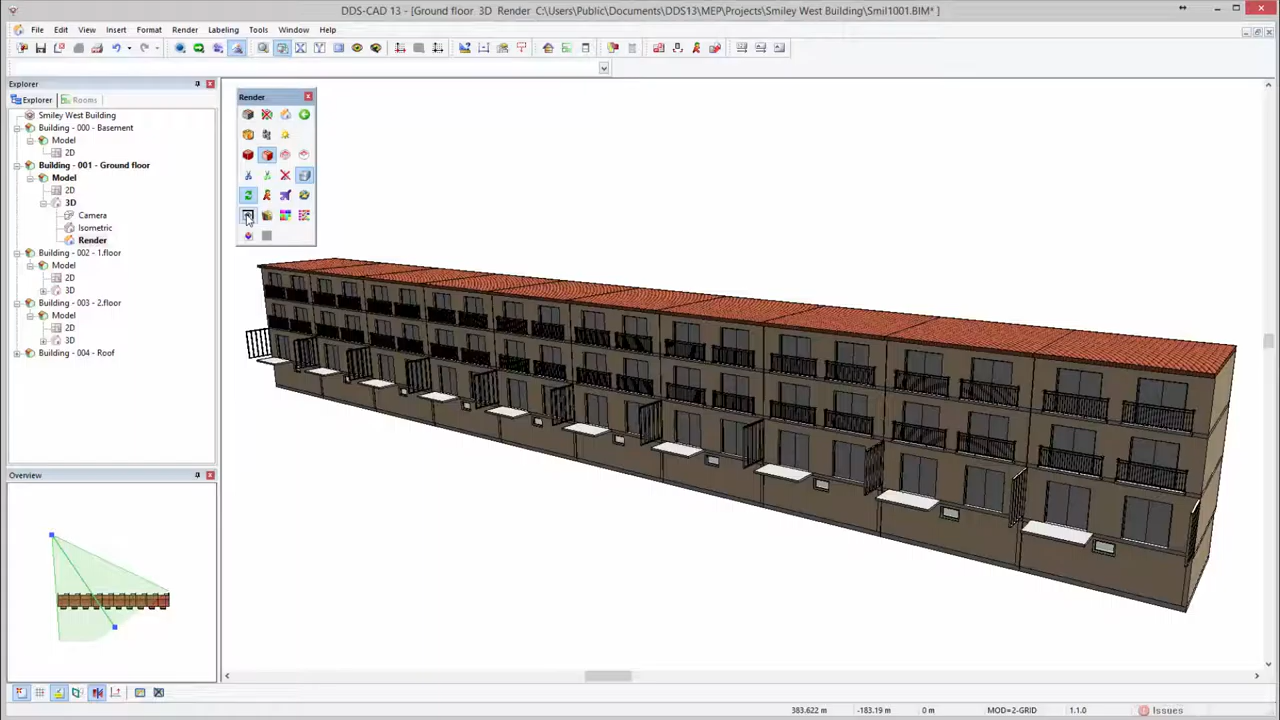 DDS-CAD 13 - [Ground floor  3D  Render  C:\Users\Public\Documents\DDS13\MEP\Projects\Smiley West Building\Smil1001.BIM* ]
File Edit View Insert Format Render Labeling Tools Window Help
Explorer
Render
Explorer Rooms
Smiley West Building
Building - 000 - Basement
Model
2D
Building - 001 - Ground floor
Model
2D
3D
Camera
Isometric
Render
Building - 002 - 1.floor
Model
2D
3D
Building - 003 - 2.floor
Model
2D
3D
Building - 004 - Roof
Overview
383.622 m -183.19 m 0 m MOD=2-GRID 1.1.0 Issues